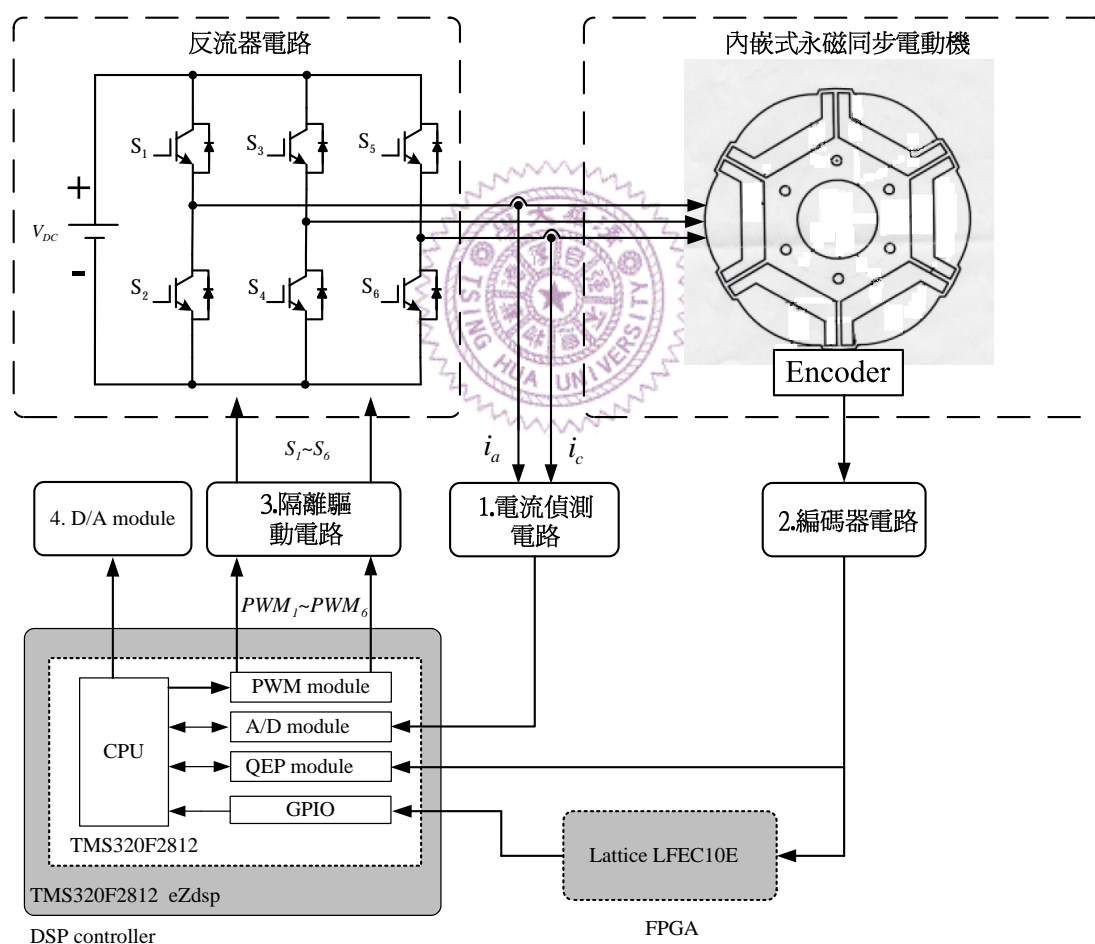 反流器電路
內嵌式永磁同步電動機
S1
S3
S5
+
VDC
-
S2
S4
S6
TSING HUA UNIVERSITY
Encoder
S1~S6
ia
ic
4. D/A module
3.隔離驅
動電路
1.電流偵測
電路
2.編碼器電路
PWM1~PWM6
PWM module
A/D module
CPU
QEP module
GPIO
TMS320F2812
Lattice LFEC10E
TMS320F2812 eZdsp
FPGA
DSP controller